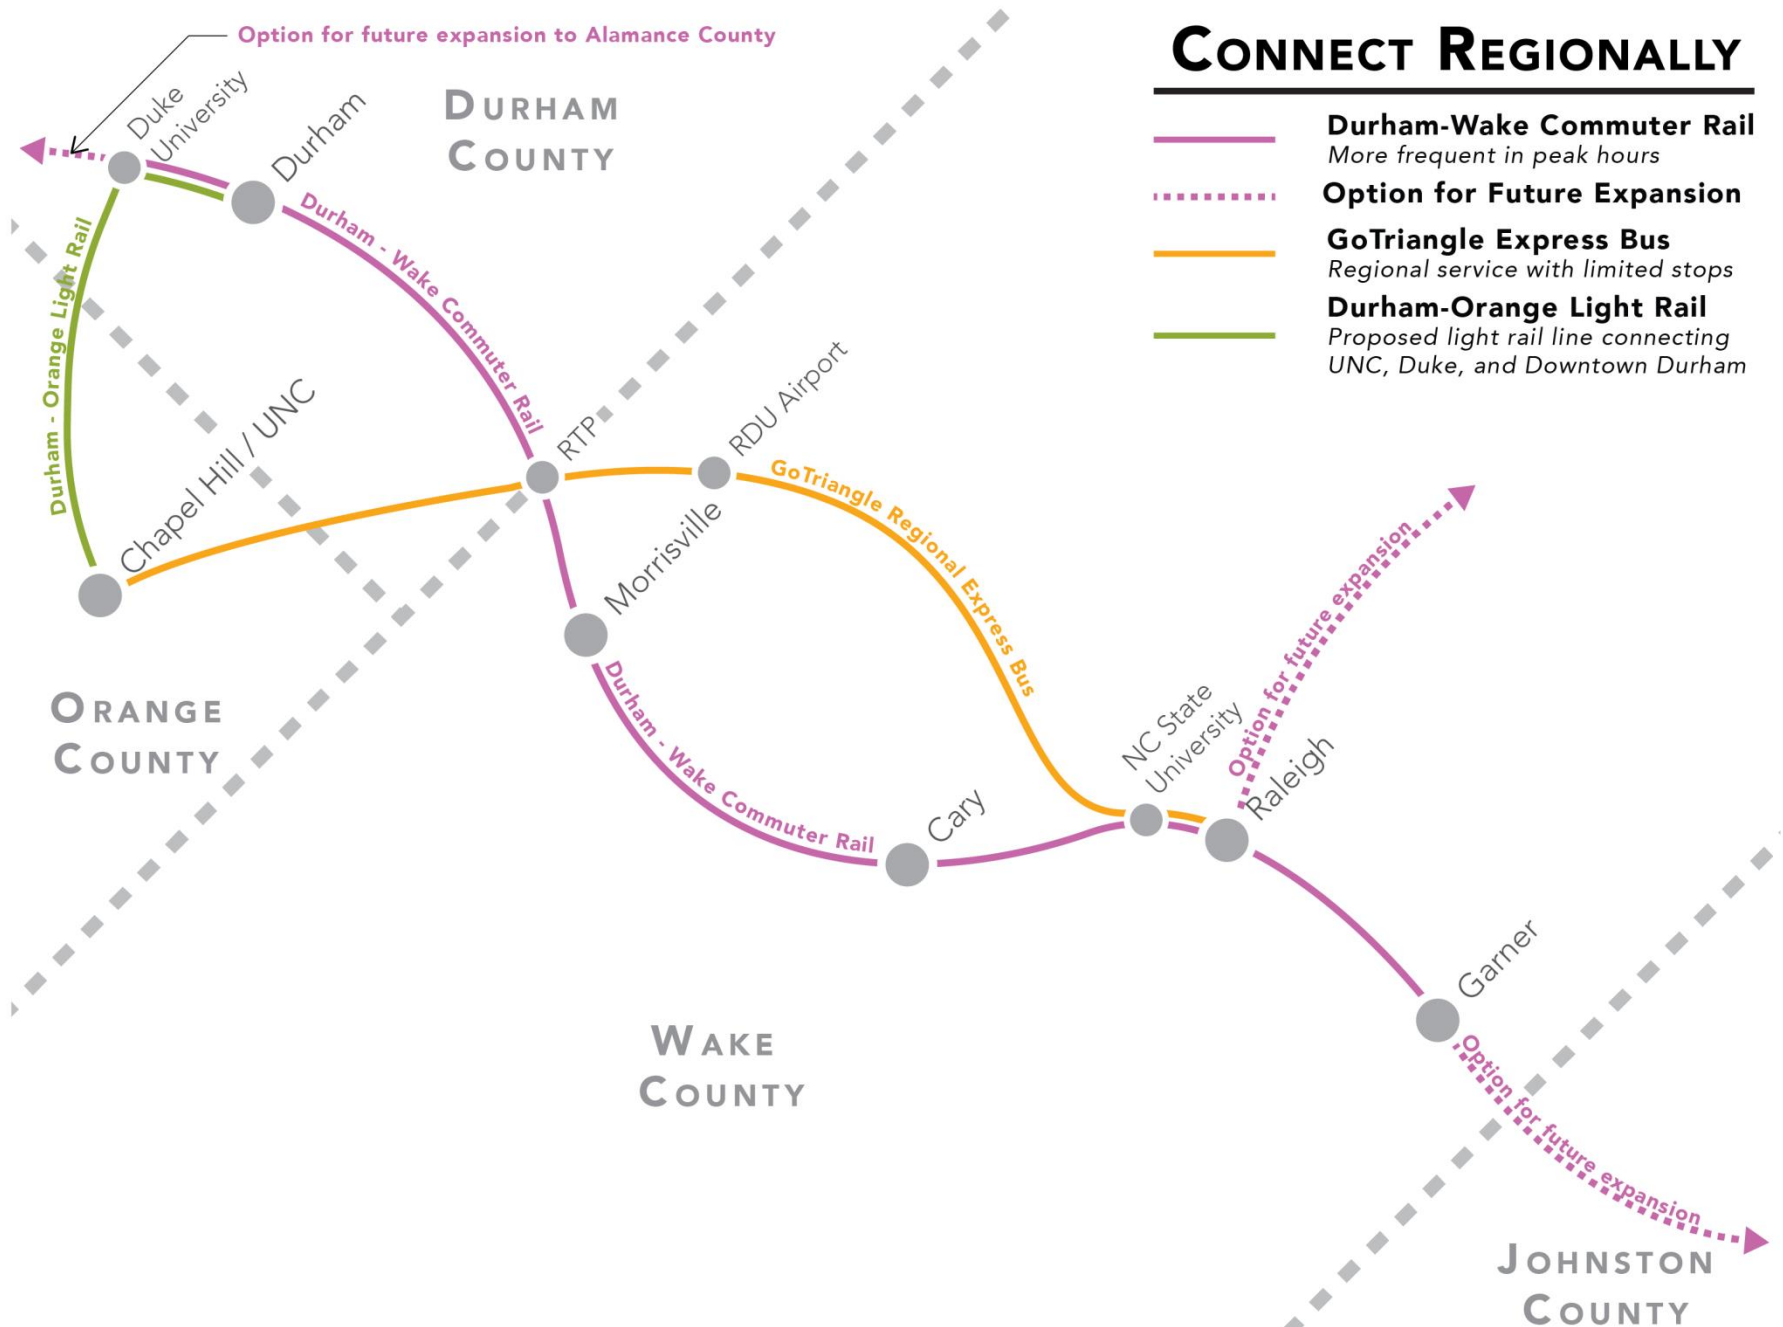 CONNECT REGIONALLY
Durham-Wake Commuter Rail
More frequent in peak hours
Option for Future Expansion
GoTriangle Express Bus
Regional service with limited stops
Durham-Orange Light Rail
Proposed light rail line connecting
UNC, Duke, and Downtown Durham
Option for future expansion to Alamance County
Duke
University
Durham
DURHAM
COUNTY
Durham - Wake Commuter Rail
Durham - Orange Light Rail
Chapel Hill / UNC
RTP
RDU Airport
GoTriangle Regional Express Bus
Morrisville
Durham - Wake Commuter Rail
ORANGE
COUNTY
Cary
NC State
University
Option for future expansion
Raleigh
Garner
WAKE
COUNTY
Option for future expansion
JOHNSTON
COUNTY